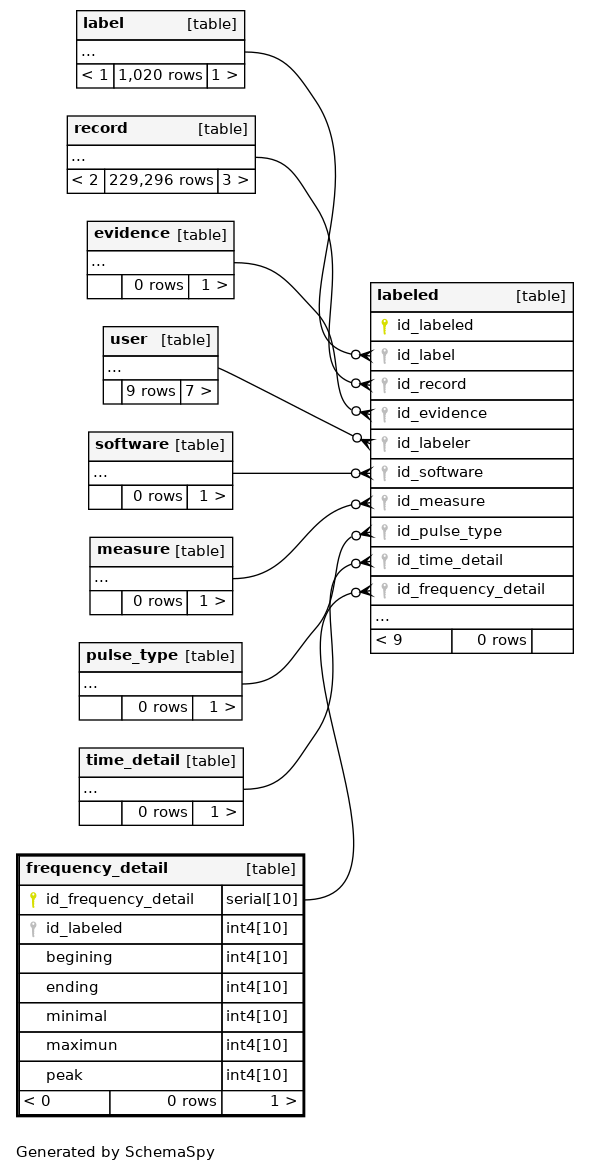 label [table]
...
< 1 1,020 rows 1 >
record [table]
...
< 2 229,296 rows 3 >
evidence [table]
...
0 rows 1 >
user [table]
...
9 rows 7 >
software [table]
...
0 rows 1 >
measure [table]
...
0 rows 1 >
pulse_type [table]
...
0 rows 1 >
time_detail [table]
...
0 rows 1 >
frequency_detail [table]
id_frequency_detail serial[10]
id_labeled int4[10]
begining int4[10]
ending int4[10]
minimal int4[10]
maximun int4[10]
peak int4[10]
< 0 0 rows 1 >
labeled [table]
id_labeled
id_label
id_record
id_evidence
id_labeler
id_software
id_measure
id_pulse_type
id_time_detail
id_frequency_detail
...
< 9 0 rows
Generated by SchemaSpy